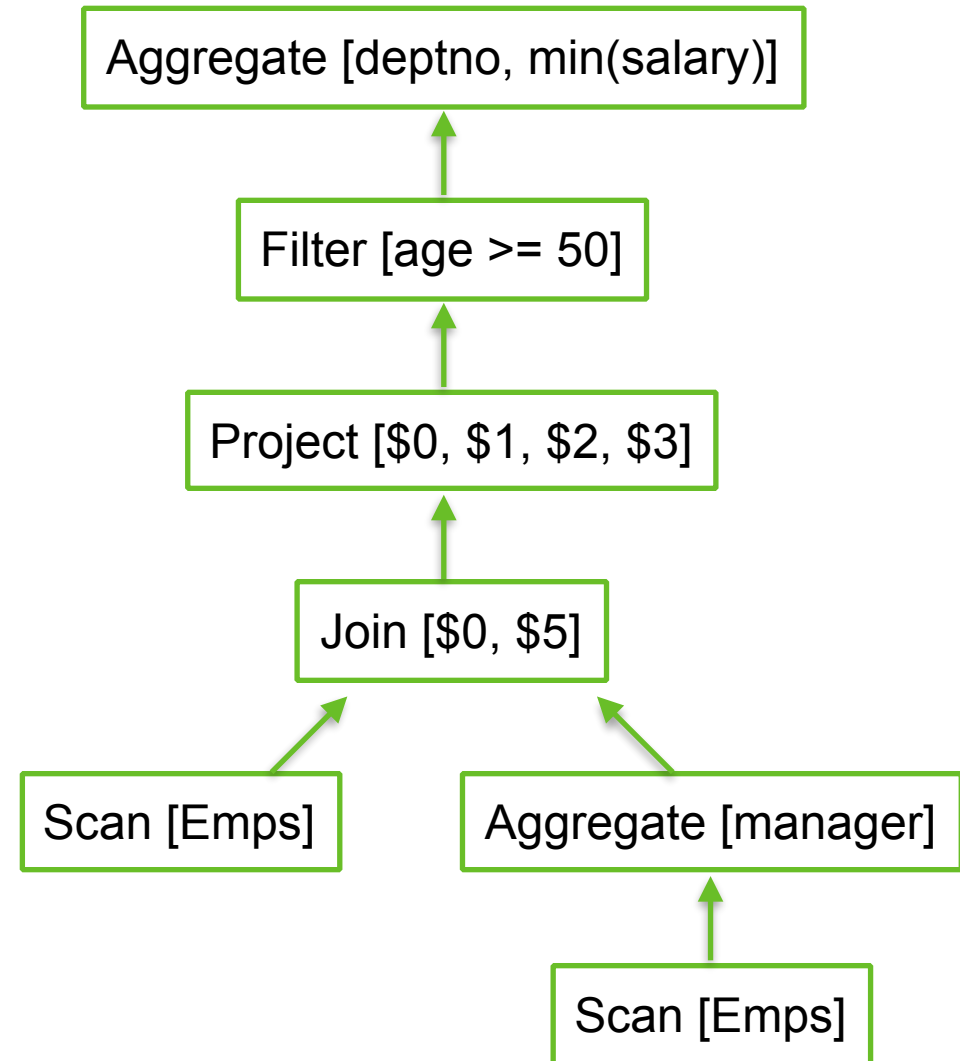 Aggregate [deptno, min(salary)]
Filter [age >= 50]
Project [$0, $1, $2, $3]
Join [$0, $5]
Scan [Emps]
Aggregate [manager]
Scan [Emps]